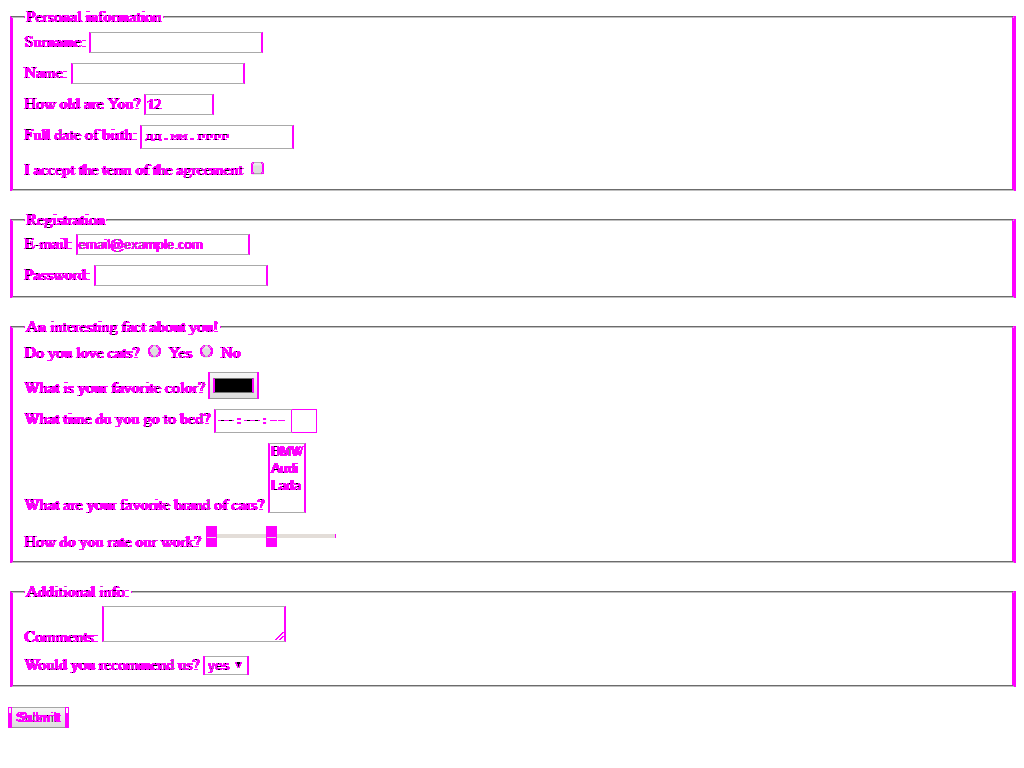 Personal information
Surname:
Name:
How old are You? 12
Full date of birth: дд.мм.гггг
I accept the term of the agreement
Registration
E-mail: email@example.com
Password:
An interesting fact about you!
Do you love cats? Yes No
What is your favorite color?
What time do you go to bed? --:--:--
BMW
Audi
Lada
What are your favorite brand of cars?
How do you rate our work?
Additional info:
Comments:
Would you recommend us? yes
Submit